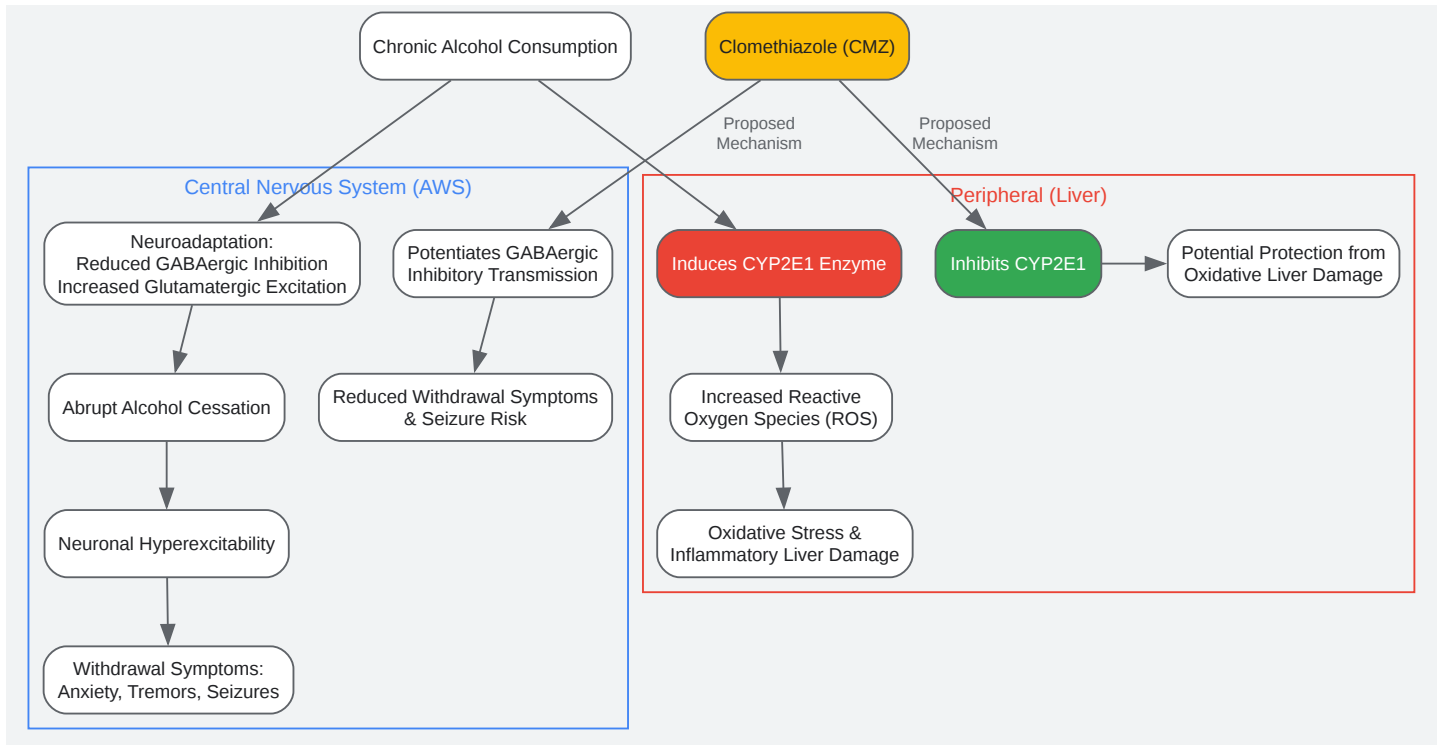 Chronic Alcohol Consumption
Clomethiazole (CMZ)
Proposed
Mechanism
Proposed
Mechanism
Central Nervous System (AWS)
Peripheral (Liver)
Neuroadaptation:
Reduced GABAergic Inhibition
Increased Glutamatergic Excitation
Potentiates GABAergic
Inhibitory Transmission
Induces CYP2E1 Enzyme
Inhibits CYP2E1
Potential Protection from
Oxidative Liver Damage
Abrupt Alcohol Cessation
Reduced Withdrawal Symptoms
& Seizure Risk
Increased Reactive
Oxygen Species (ROS)
Neuronal Hyperexcitability
Oxidative Stress &
Inflammatory Liver Damage
Withdrawal Symptoms:
Anxiety, Tremors, Seizures